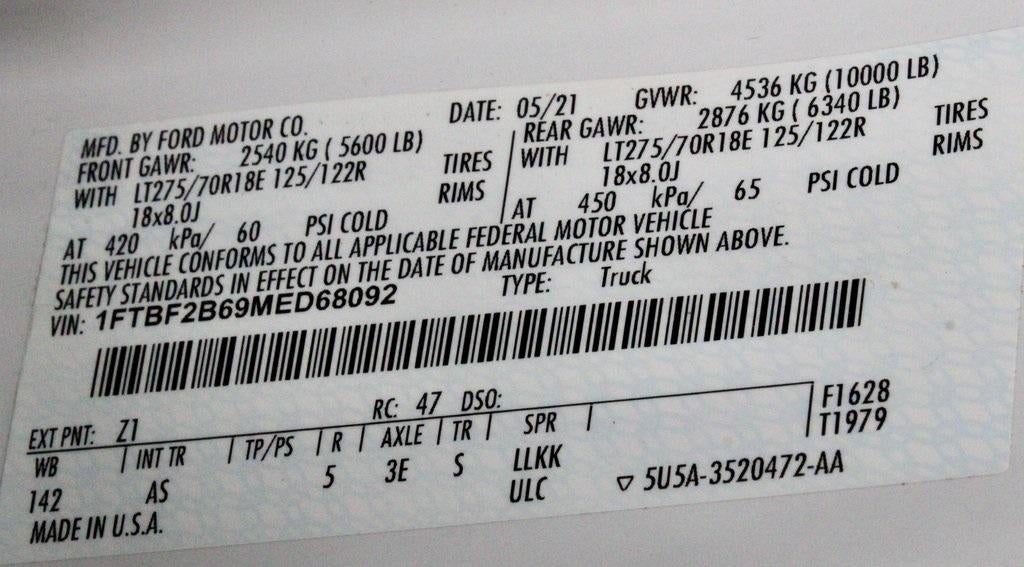 MFD. BY FORD MOTOR CO. DATE: 05/21 GVWR: 4536 KG (10000 LB)
FRONT GAWR: 2540 KG ( 5600 LB) REAR GAWR: 2876 KG ( 6340 LB)
WITH LT275/70R18E 125/122R TIRES WITH LT275/70R18E 125/122R TIRES
18x8.0J RIMS 18x8.0J RIMS
AT 420 kPa/ 60 PSI COLD AT 450 kPa/ 65 PSI COLD
THIS VEHICLE CONFORMS TO ALL APPLICABLE FEDERAL MOTOR VEHICLE
SAFETY STANDARDS IN EFFECT ON THE DATE OF MANUFACTURE SHOWN ABOVE.
VIN: 1FTBF2B69MED68092 TYPE: Truck
EXT PNT: Z1 RC: 47 DSO: F1628
WB INT TR TP/PS R AXLE TR SPR T1979
142 AS 5 3E S LLKK
ULC ▽ 5U5A-3520472-AA
MADE IN U.S.A.